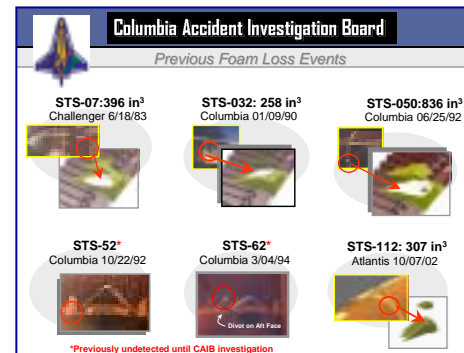 Columbia Accident Investigation Board
Previous Foam Loss Events
STS-07:396 in³
Challenger 6/18/83
STS-032: 258 in³
Columbia 01/09/90
STS-050:836 in³
Columbia 06/25/92
STS-52*
Columbia 10/22/92
STS-62*
Columbia 3/04/94
Divot on Aft Face
STS-112: 307 in³
Atlantis 10/07/02
*Previously undetected until CAIB investigation